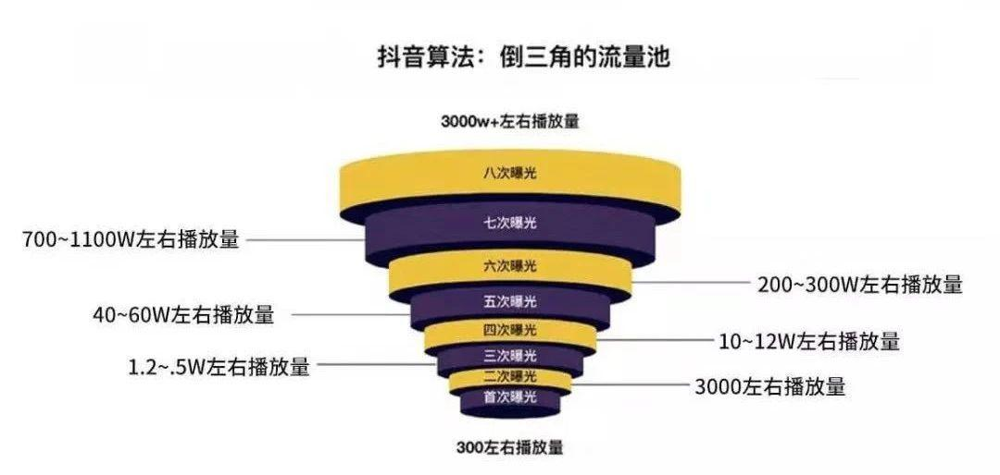 抖音算法：倒三角的流量池
3000w+左右播放量
八次曝光
七次曝光
700~1100W左右播放量
六次曝光
200~300W左右播放量
五次曝光
40~60W左右播放量
四次曝光
10~12W左右播放量
三次曝光
1.2~.5W左右播放量
二次曝光
3000左右播放量
首次曝光
300左右播放量